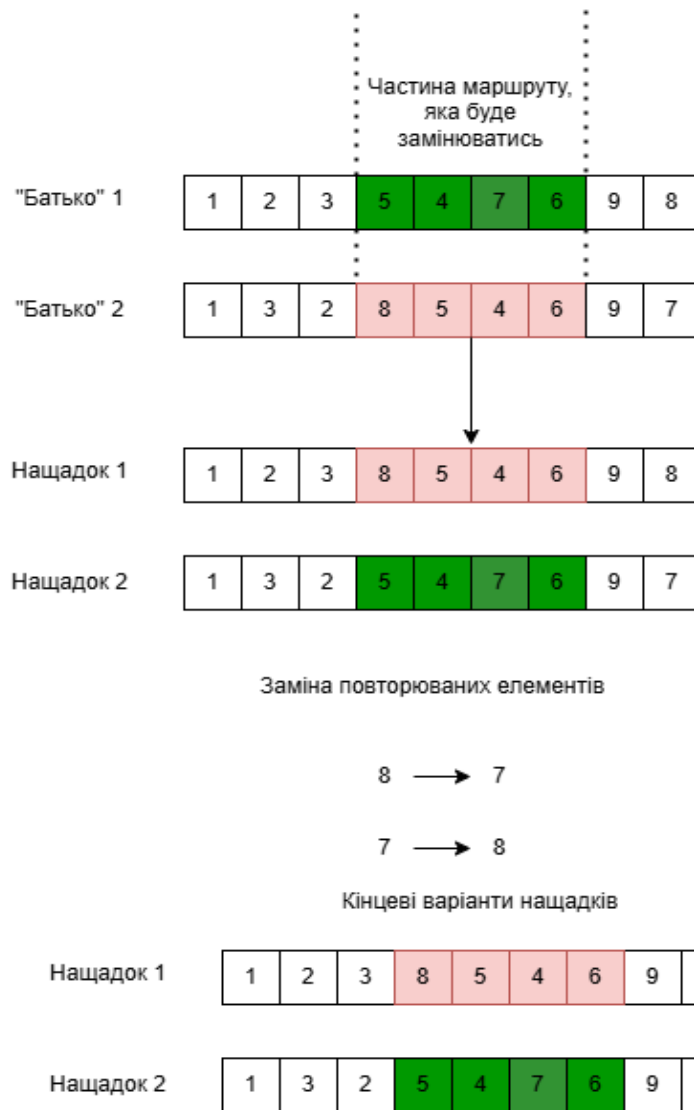 Частина маршруту,
яка буде
замінюватись
"Батько" 1 1 2 3 5 4 7 6 9 8
"Батько" 2 1 3 2 8 5 4 6 9 7
Нащадок 1 1 2 3 8 5 4 6 9 8
Нащадок 2 1 3 2 5 4 7 6 9 7
Заміна повторюваних елементів
8 → 7
7 → 8
Кінцеві варіанти нащадків
Нащадок 1 1 2 3 8 5 4 6 9
Нащадок 2 1 3 2 5 4 7 6 9